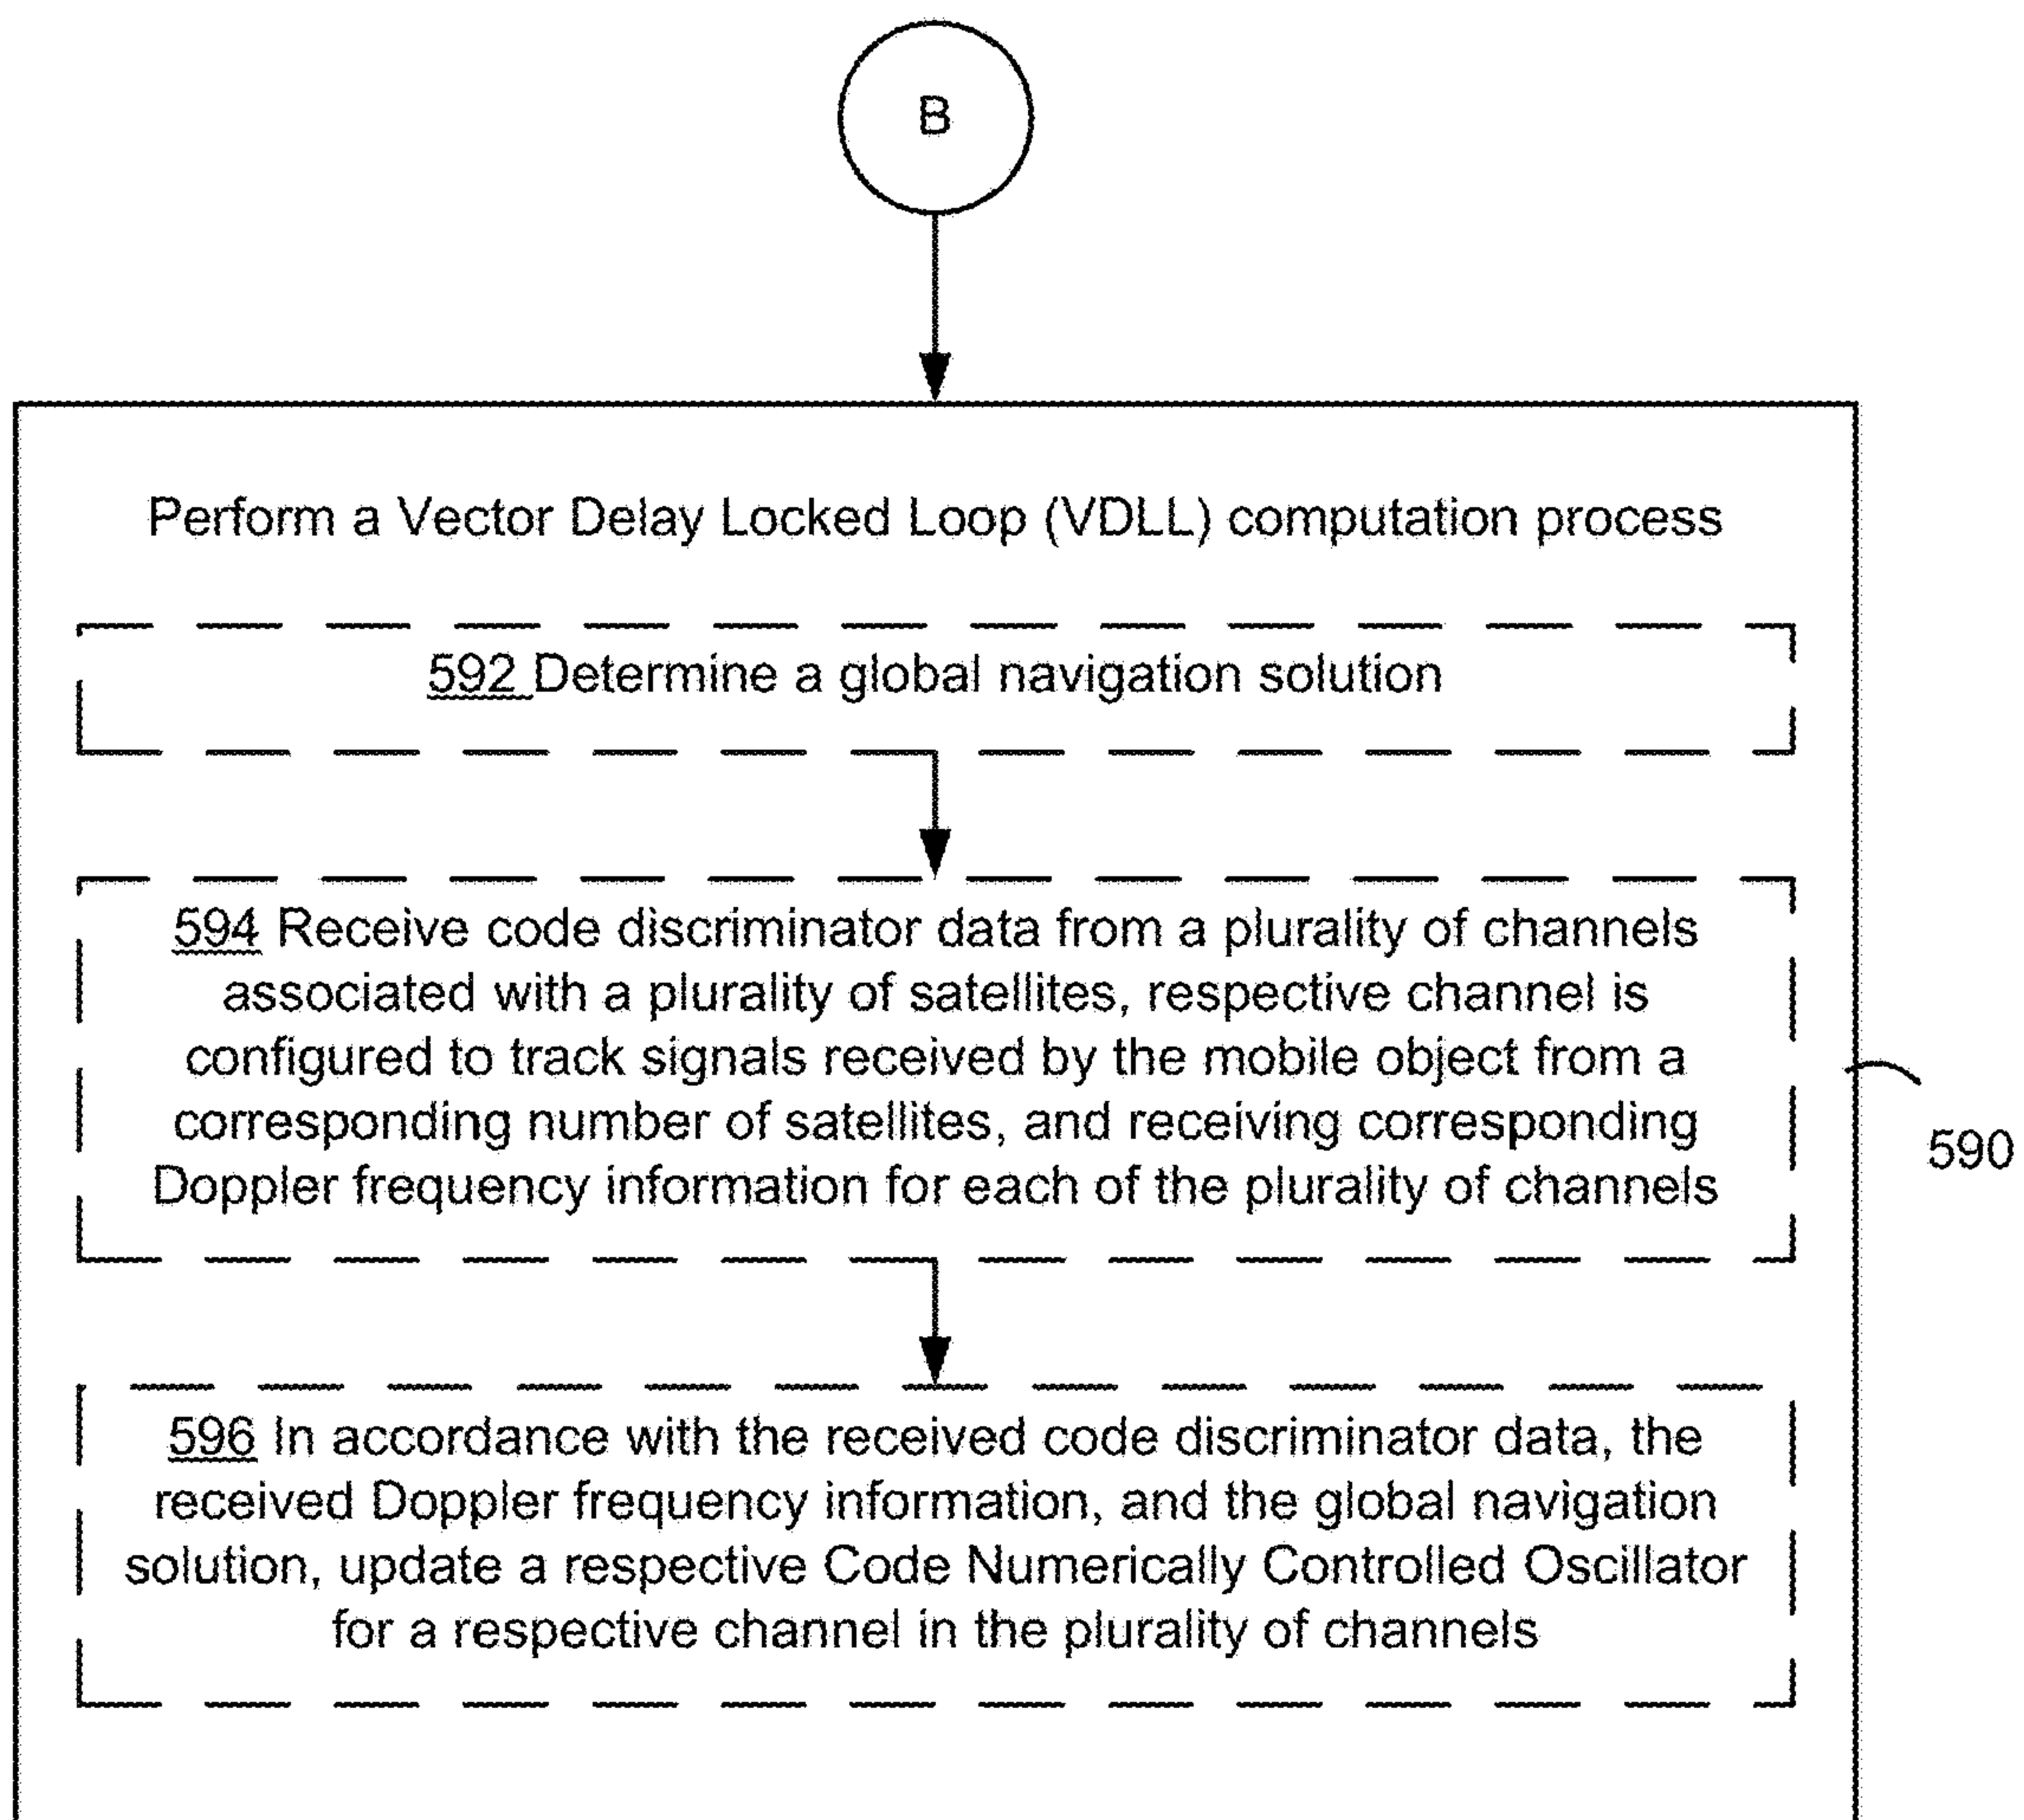 B
Perform a Vector Delay Locked Loop (VDLL) computation process
592 Determine a global navigation solution
594 Receive code discriminator data from a plurality of channels
associated with a plurality of satellites, respective channel is
configured to track signals received by the mobile object from a
corresponding number of satellites, and receiving corresponding
Doppler frequency information for each of the plurality of channels
590
596 In accordance with the received code discriminator data, the
received Doppler frequency information, and the global navigation
solution, update a respective Code Numerically Controlled Oscillator
for a respective channel in the plurality of channels